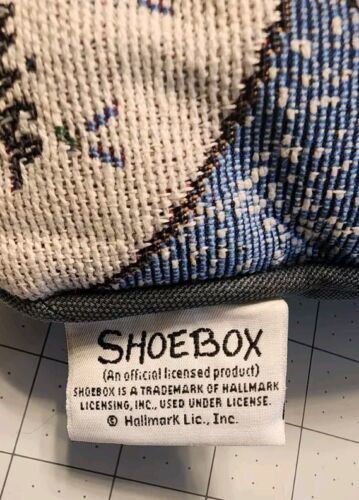 SHOEBOX
(An official licensed product)
SHOEBOX IS A TRADEMARK OF HALLMARK
LICENSING, INC., USED UNDER LICENSE.
© Hallmark Lic., Inc.